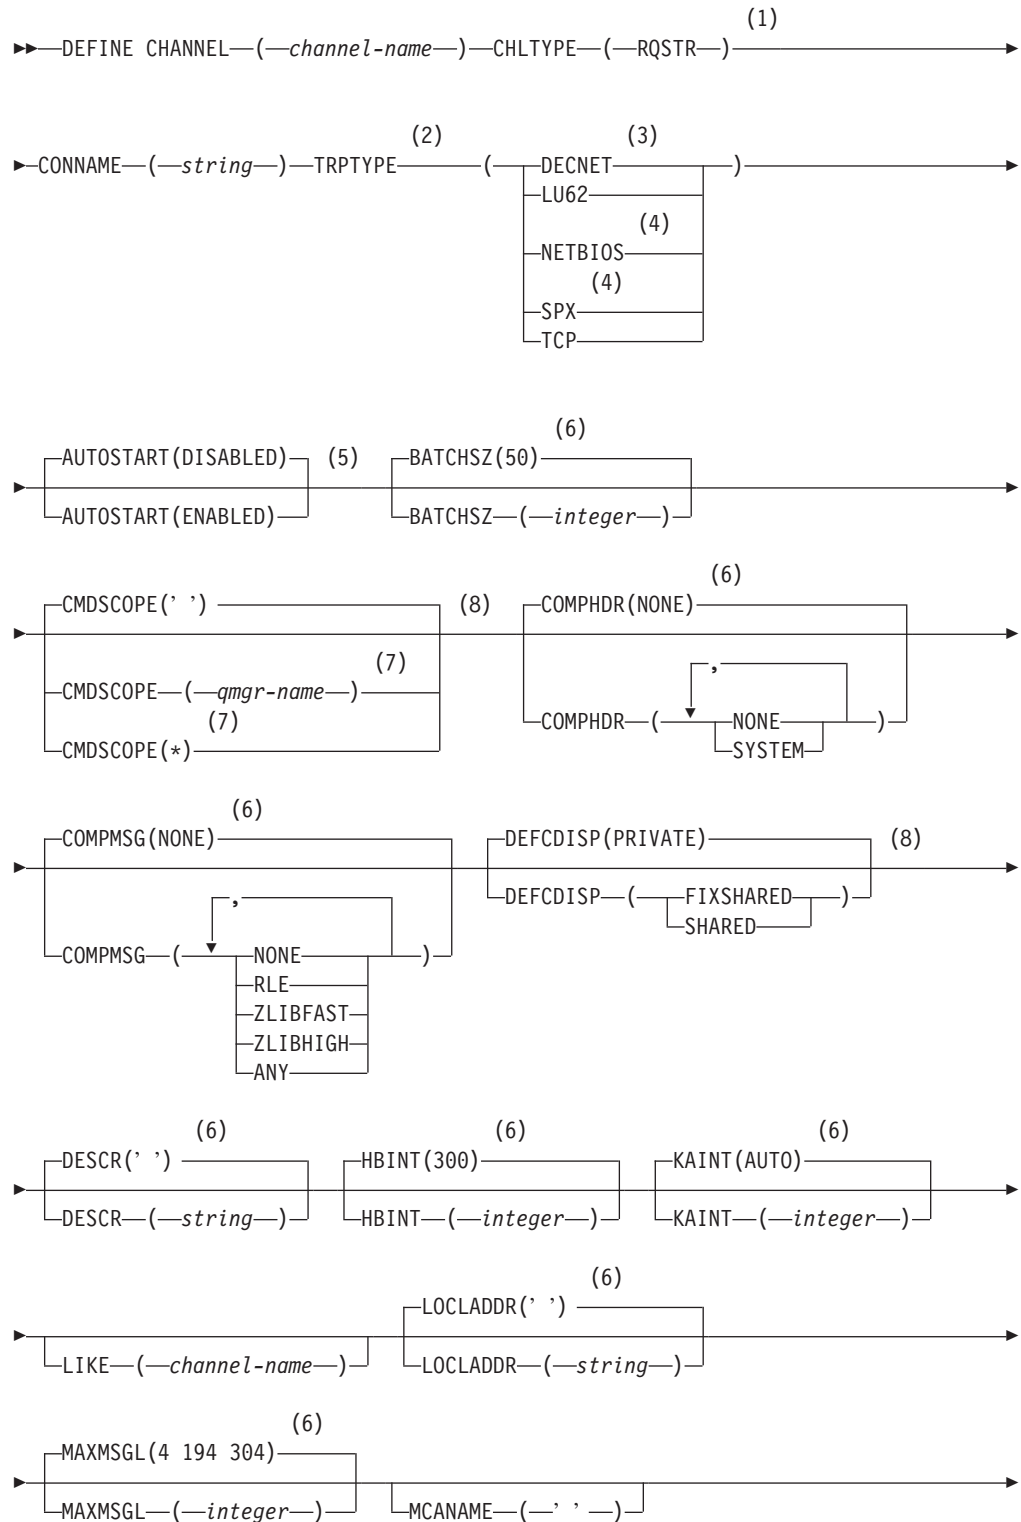 (1)
DEFINE CHANNEL ( channel-name ) CHLTYPE ( RQSTR )
(2) (3)
CONNAME ( string ) TRPTYPE ( DECNET )
LU62
(4)
NETBIOS
(4)
SPX
TCP
(6)
AUTOSTART(DISABLED) (5) BATCHSZ(50)
AUTOSTART(ENABLED) BATCHSZ ( integer )
(6)
CMDSCOPE(' ') (8) COMPHDR(NONE)
(7) ,
CMDSCOPE ( qmgr-name )
(7) COMPHDR ( NONE )
CMDSCOPE(*) SYSTEM
(6)
COMPMSG(NONE) DEFCDISP(PRIVATE) (8)
, DEFCDISP ( FIXSHARED )
SHARED
COMPMSG ( NONE )
RLE
ZLIBFAST
ZLIBHIGH
ANY
(6) (6) (6)
DESCR(' ') HBINT(300) KAINT(AUTO)
DESCR ( string ) HBINT ( integer ) KAINT ( integer )
(6)
LOCLADDR(' ')
LIKE ( channel-name ) LOCLADDR ( string )
(6)
MAXMSGL(4 194 304)
MAXMSGL ( integer ) MCANAME ( ' ' )